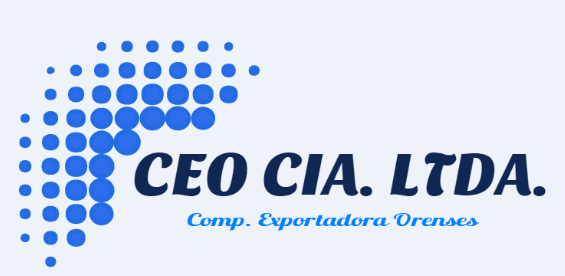 CEO CIA. LTDA.
Comp. Exportadora Orenses